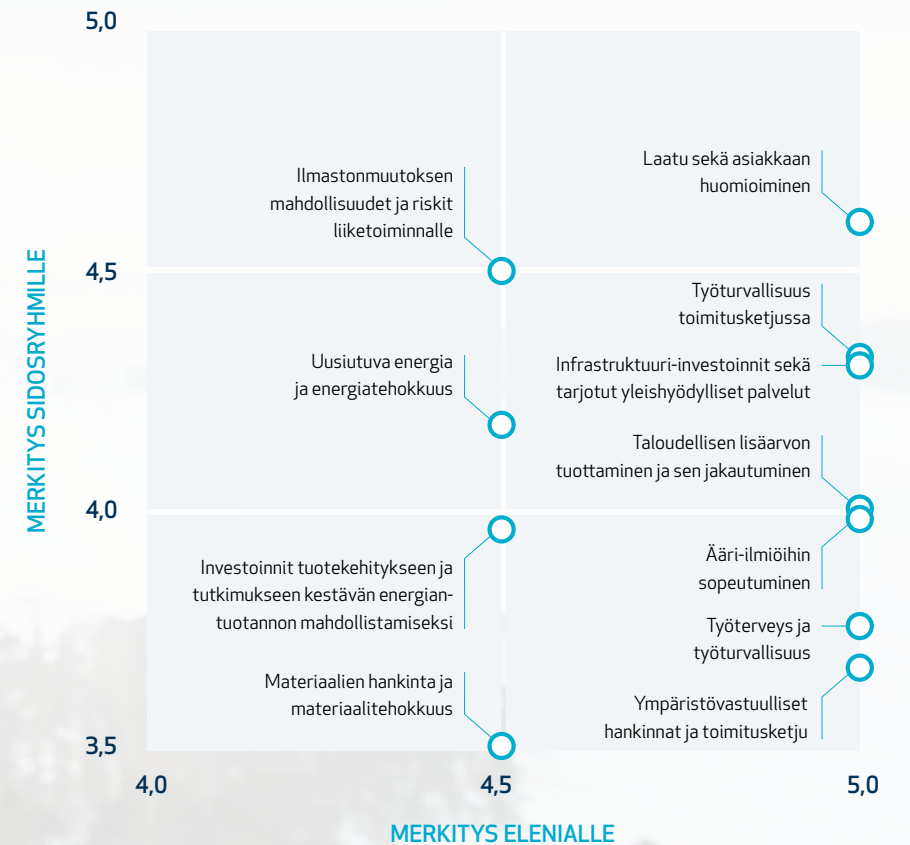 5,0
4,5
4,0
3,5
MERKITYS SIDOSRYHMILLE
Ilmastonmuutoksen
mahdollisuudet ja riskit
liiketoiminnalle
Laatu sekä asiakkaan
huomioiminen
Työturvallisuus
toimitusketjussa
Uusiutuva energia
ja energiatehokkuus
Infrastruktuuri-investoinnit sekä
tarjotut yleishyödylliset palvelut
Taloudellisen lisäarvon
tuottaminen ja sen jakautuminen
Investoinnit tuotekehitykseen ja
tutkimukseen kestävän energian-
tuotannon mahdollistamiseksi
Ääri-ilmiöihin
sopeutuminen
Työterveys ja
työturvallisuus
Materiaalien hankinta ja
materiaalitehokkuus
Ympäristövastuulliset
hankinnat ja toimitusketju
4,0
4,5
5,0
MERKITYS ELENIALLE